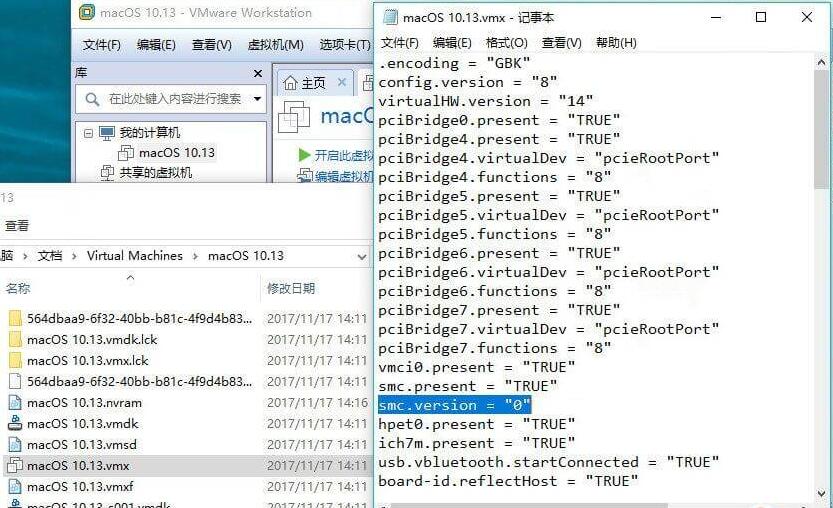 macOS 10.13 - VMware Workstation
文件(F) 编辑(E) 查看(V) 虚拟机(M) 选项卡(T)
库
在此处键入内容进行搜索
我的计算机
macOS 10.13
共享的虚拟机
主页
macO
开启此虚拟机
编辑虚拟机
13
查看
脑 > 文档 > Virtual Machines > macOS 10.13
名称 修改日期
564dbaa9-6f32-40bb-b81c-4f9d4b83... 2017/11/17 14:11
macOS 10.13.vmdk.lck 2017/11/17 14:11
macOS 10.13.vmx.lck 2017/11/17 14:11
564dbaa9-6f32-40bb-b81c-4f9d4b83... 2017/11/17 14:11
macOS 10.13.nvram 2017/11/17 14:16
macOS 10.13.vmdk 2017/11/17 14:11
macOS 10.13.vmsd 2017/11/17 14:11
macOS 10.13.vmx 2017/11/17 14:11
macOS 10.13.vmxf 2017/11/17 14:11
macOS 10.13-s001.vmdk 2017/11/17 14:11
macOS 10.13.vmx - 记事本
文件(F) 编辑(E) 格式(O) 查看(V) 帮助(H)
.encoding = "GBK"
config.version = "8"
virtualHW.version = "14"
pciBridge0.present = "TRUE"
pciBridge4.present = "TRUE"
pciBridge4.virtualDev = "pcieRootPort"
pciBridge4.functions = "8"
pciBridge5.present = "TRUE"
pciBridge5.virtualDev = "pcieRootPort"
pciBridge5.functions = "8"
pciBridge6.present = "TRUE"
pciBridge6.virtualDev = "pcieRootPort"
pciBridge6.functions = "8"
pciBridge7.present = "TRUE"
pciBridge7.virtualDev = "pcieRootPort"
pciBridge7.functions = "8"
vmci0.present = "TRUE"
smc.present = "TRUE"
smc.version = "0"
hpet0.present = "TRUE"
ich7m.present = "TRUE"
usb.vbluetooth.startConnected = "TRUE"
board-id.reflectHost = "TRUE"